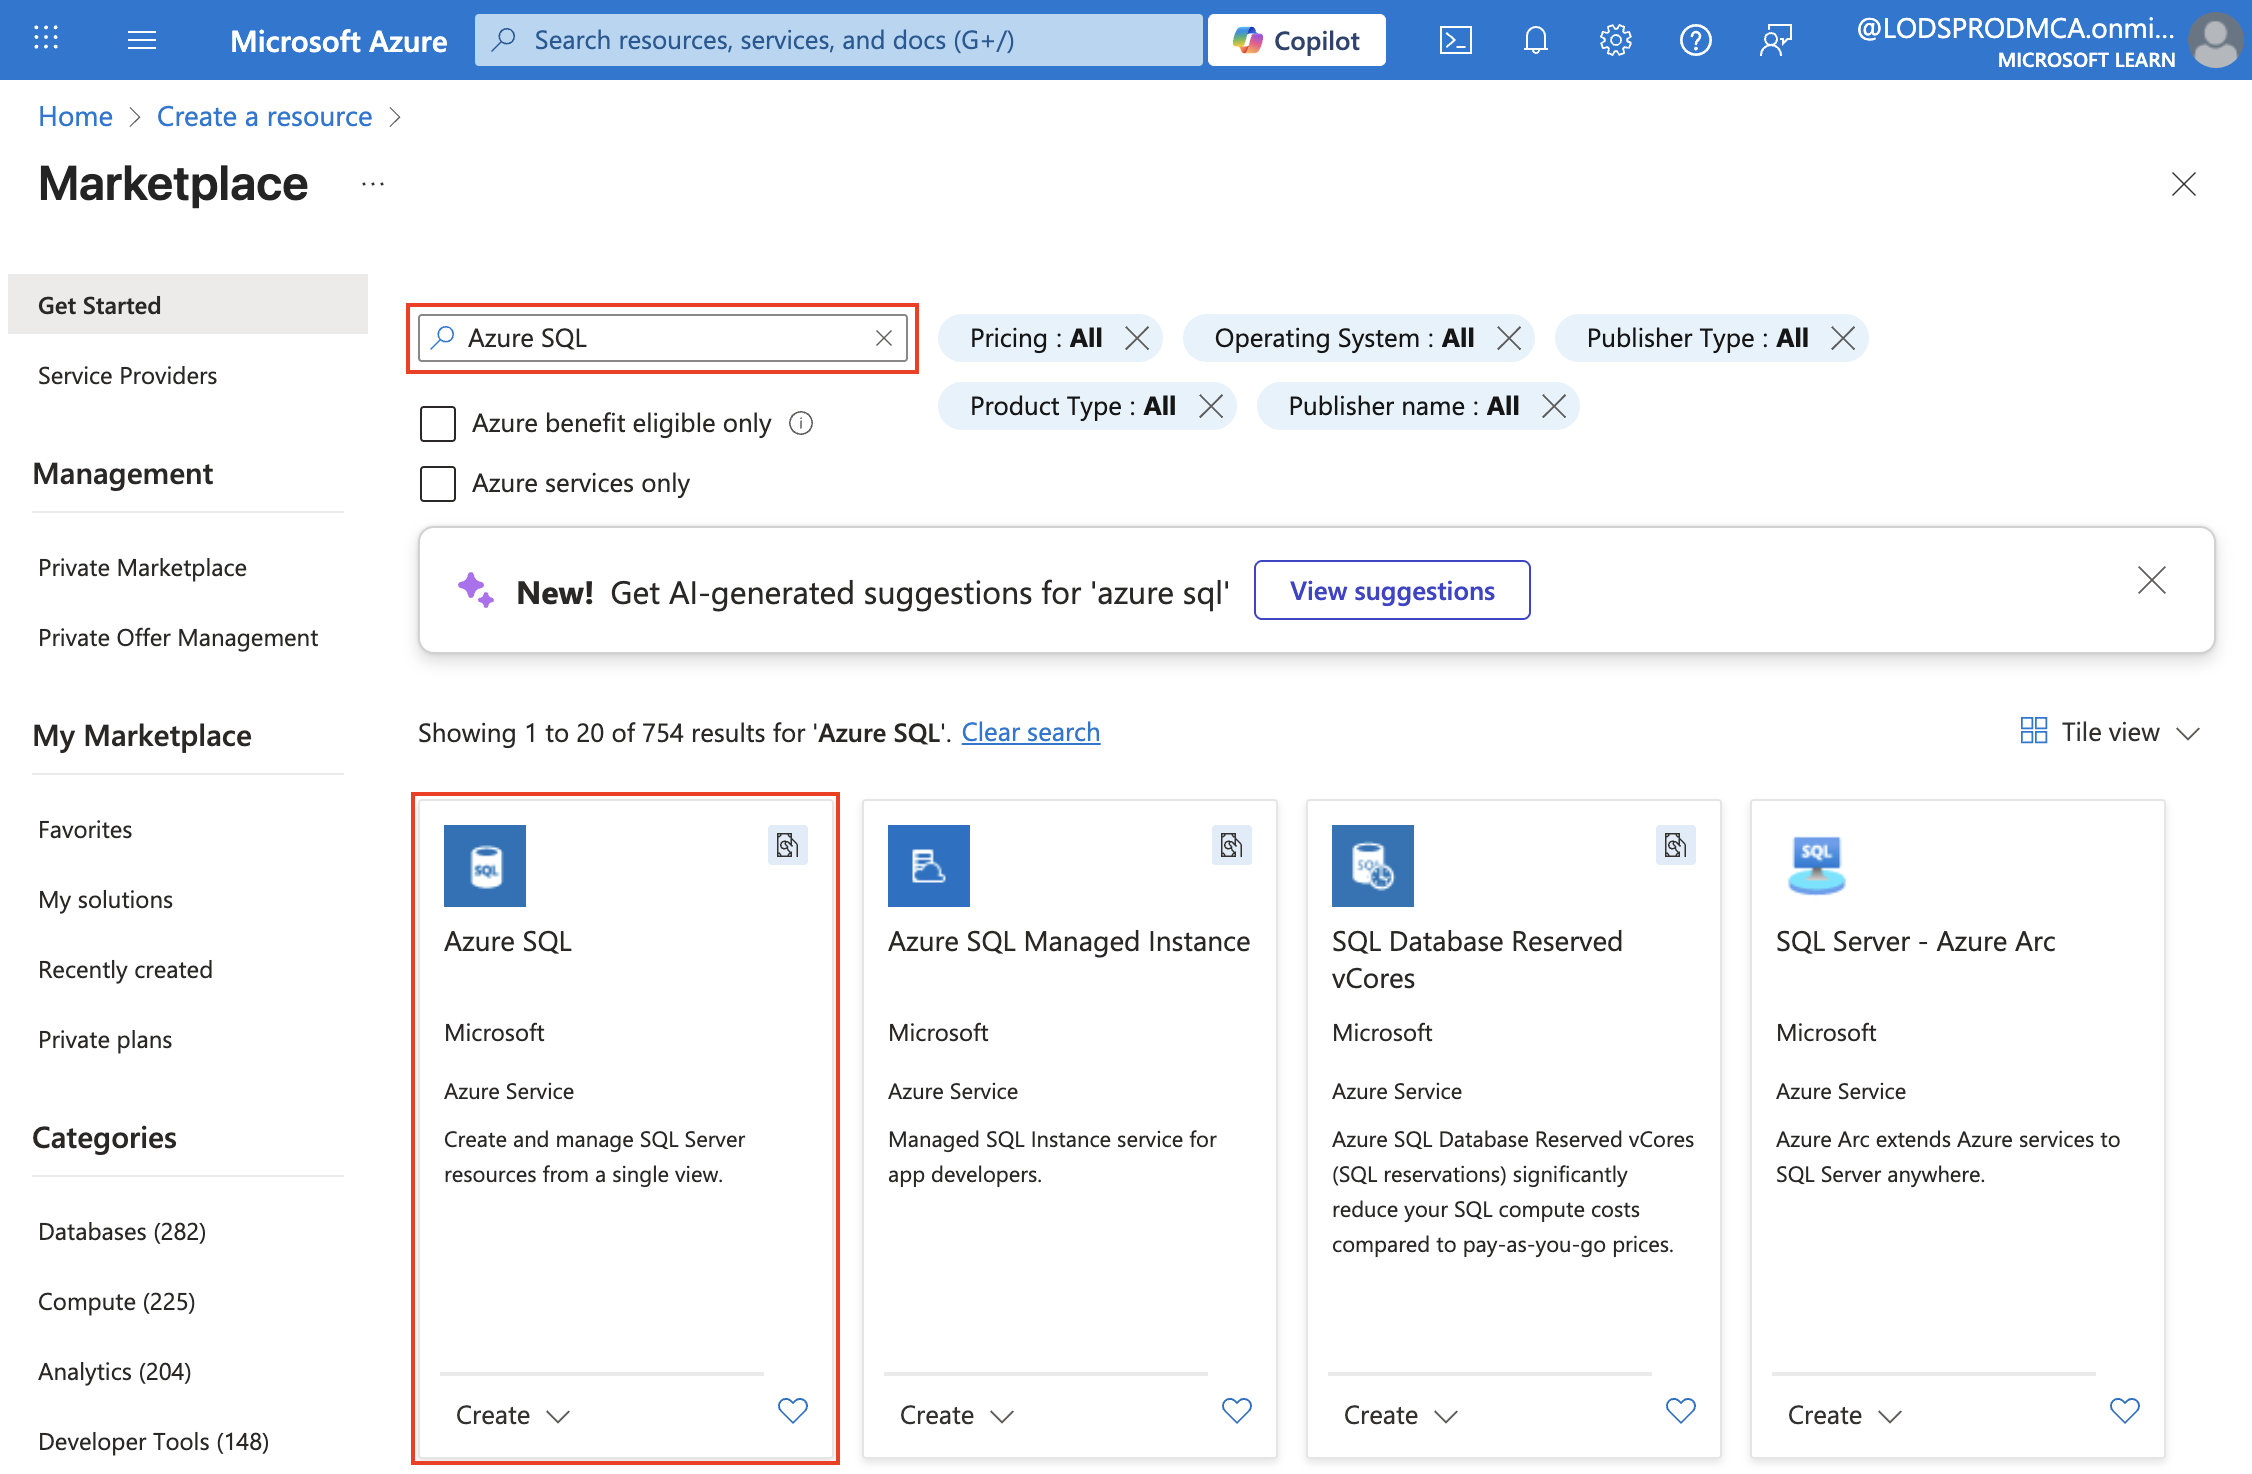 Microsoft Azure
Search resources, services, and docs (G+/)
Copilot
@LODSPRODMCA.onmi...
MICROSOFT LEARN
Home > Create a resource >
Marketplace ...
Get Started
Service Providers
Management
Private Marketplace
Private Offer Management
My Marketplace
Favorites
My solutions
Recently created
Private plans
Categories
Databases (282)
Compute (225)
Analytics (204)
Developer Tools (148)
Azure SQL
Pricing : All
Operating System : All
Publisher Type : All
Product Type : All
Publisher name : All
Azure benefit eligible only
Azure services only
New! Get AI-generated suggestions for 'azure sql'
View suggestions
Showing 1 to 20 of 754 results for 'Azure SQL'. Clear search
Tile view
SQL
Azure SQL
Microsoft
Azure Service
Create and manage SQL Server
resources from a single view.
Create
Azure SQL Managed Instance
Microsoft
Azure Service
Managed SQL Instance service for
app developers.
Create
SQL
SQL Database Reserved
vCores
Microsoft
Azure Service
Azure SQL Database Reserved vCores
(SQL reservations) significantly
reduce your SQL compute costs
compared to pay-as-you-go prices.
Create
SQL
SQL Server - Azure Arc
Microsoft
Azure Service
Azure Arc extends Azure services to
SQL Server anywhere.
Create